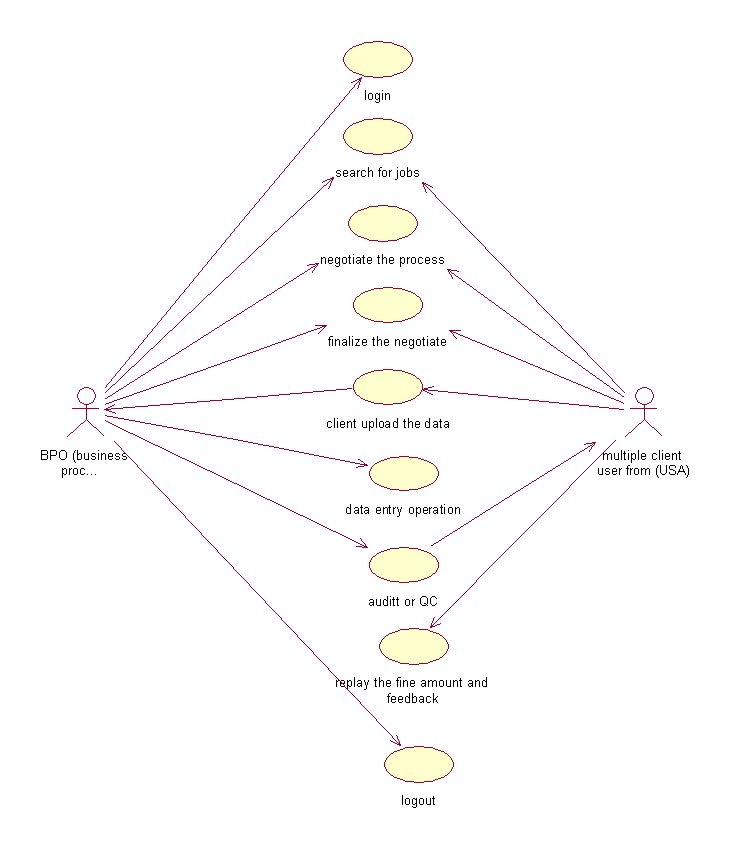 login
search for jobs
negotiate the process
finalize the negotiate
client upload the data
BPO (business
proc...
multiple client
user from (USA)
data entry operation
auditt or QC
replay the fine amount and
feedback
logout